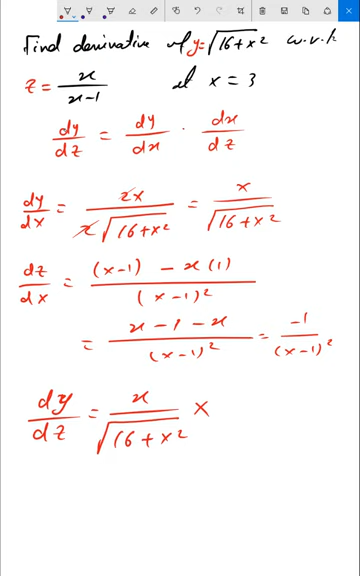 Find derivative of y=√(16+x²) w.r.t
z = x/(x-1) at x = 3
dy/dz = dy/dx · dx/dz
dy/dx = 2x/(2√(16+x²)) = x/√(16+x²)
dz/dx = ((x-1) - x(1))/(x-1)²
= (x-1-x)/(x-1)² = -1/(x-1)²
dy/dz = x/√(16+x²) ×